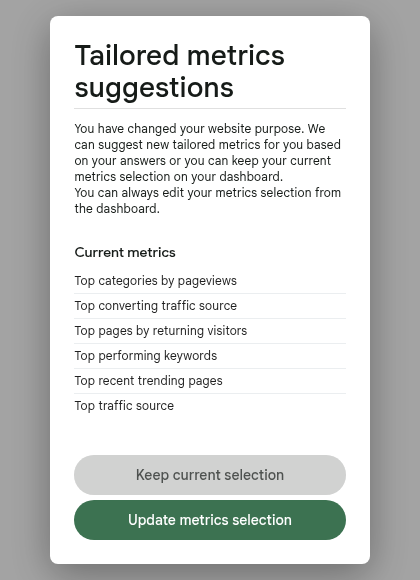 Tailored metrics
suggestions
You have changed your website purpose. We
can suggest new tailored metrics for you based
on your answers or you can keep your current
metrics selection on your dashboard.
You can always edit your metrics selection from
the dashboard.
Current metrics
Top categories by pageviews
Top converting traffic source
Top pages by returning visitors
Top performing keywords
Top recent trending pages
Top traffic source
Keep current selection
Update metrics selection